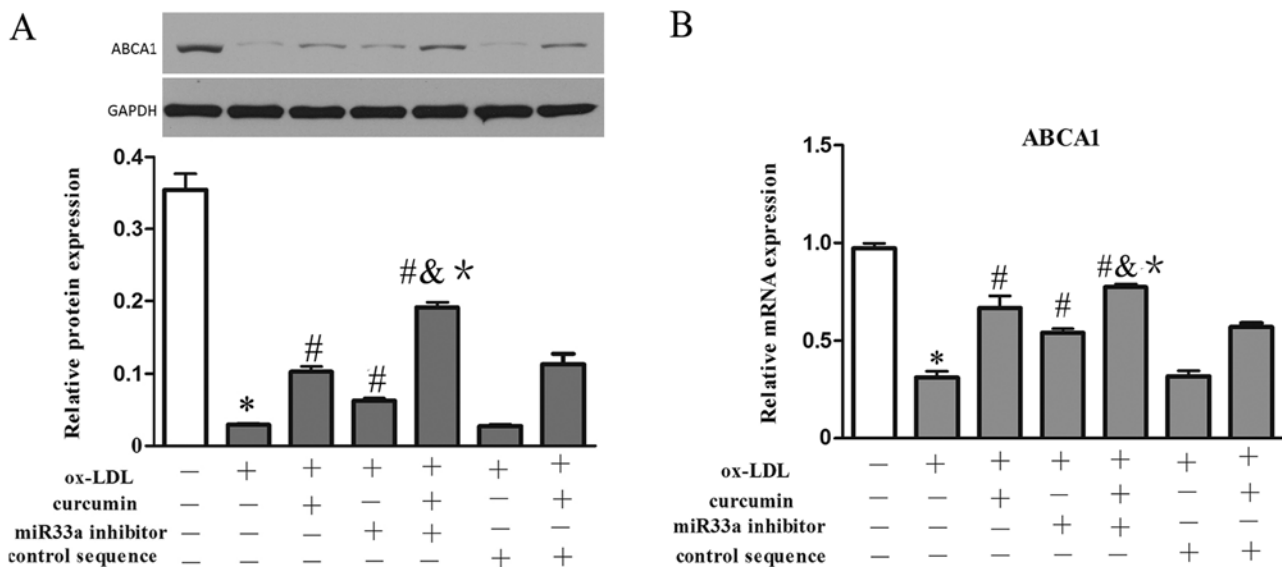 A
ABCA1
GAPDH
Relative protein expression
0.4
0.3
0.2
0.1
0
*
#
#
#& *
ox-LDL − + + + + + +
curcumin − − + − + − +
miR33a inhibitor − − − + + − −
control sequence − − − − − + +
B
ABCA1
Relative mRNA expression
1.5
1.0
0.5
0
*
#
#
#& *
ox-LDL − + + + + + +
curcumin − − + − + − +
miR33a inhibitor − − − + + − −
control sequence − − − − − + +